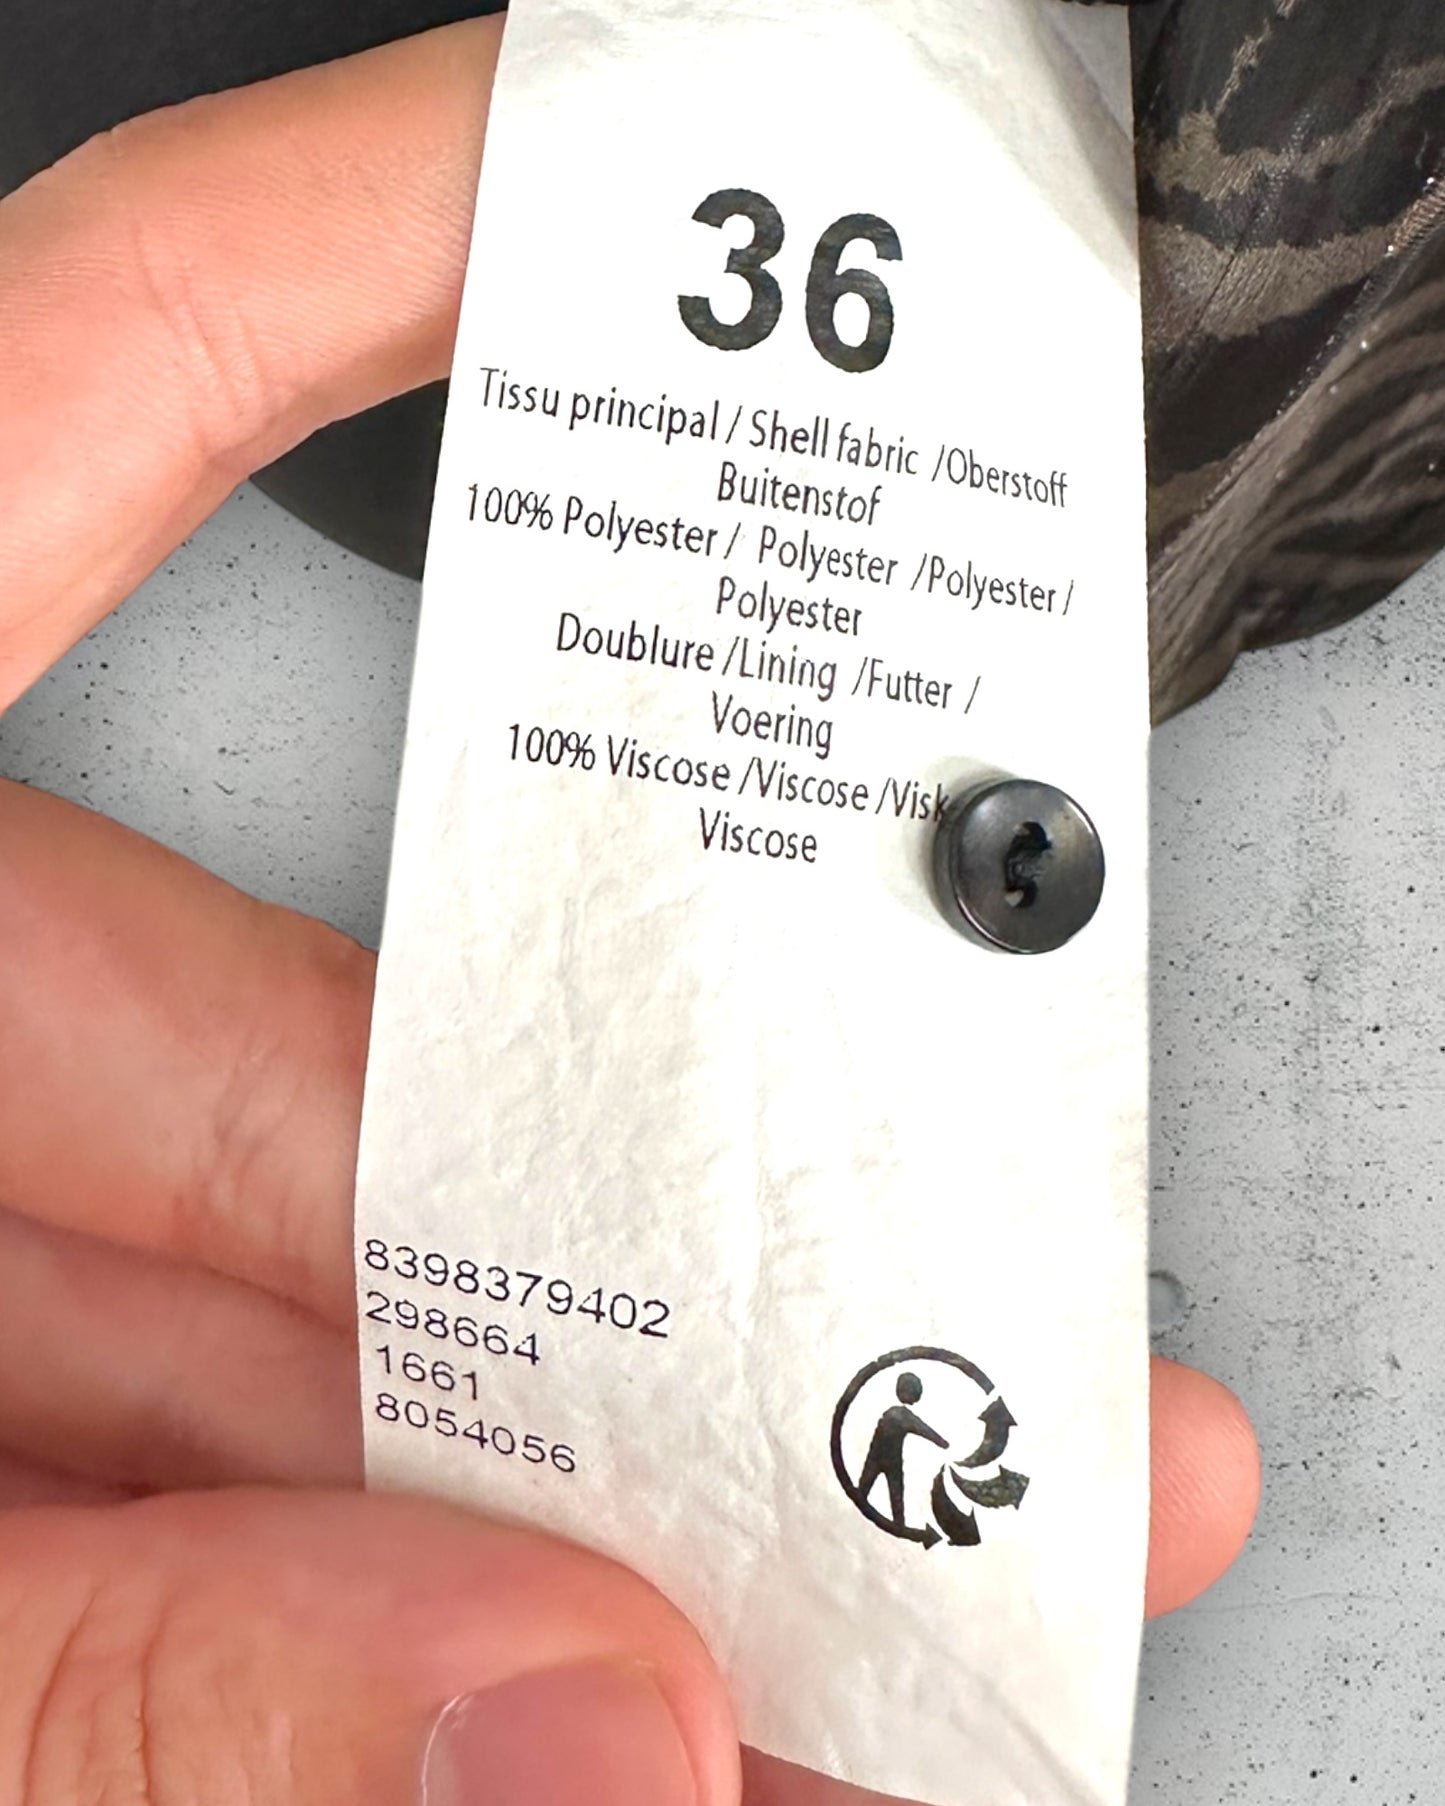 36
Tissu principal / Shell fabric /Oberstoff
Buitenstof
100% Polyester / Polyester /Polyester /
Polyester
Doublure /Lining /Futter /
Voering
100% Viscose /Viscose /Visk
Viscose
8398379402
298664
1661
8054056